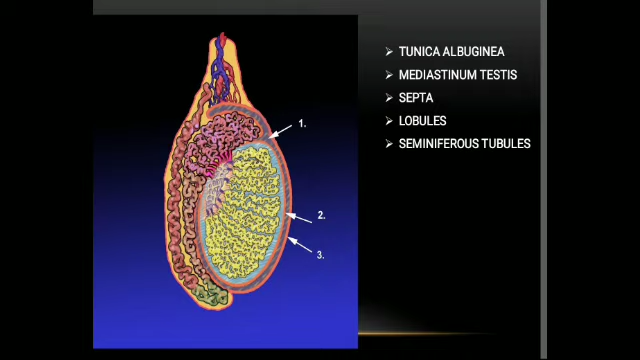 1.
2.
3.
➢ TUNICA ALBUGINEA
➢ MEDIASTINUM TESTIS
➢ SEPTA
➢ LOBULES
➢ SEMINIFEROUS TUBULES